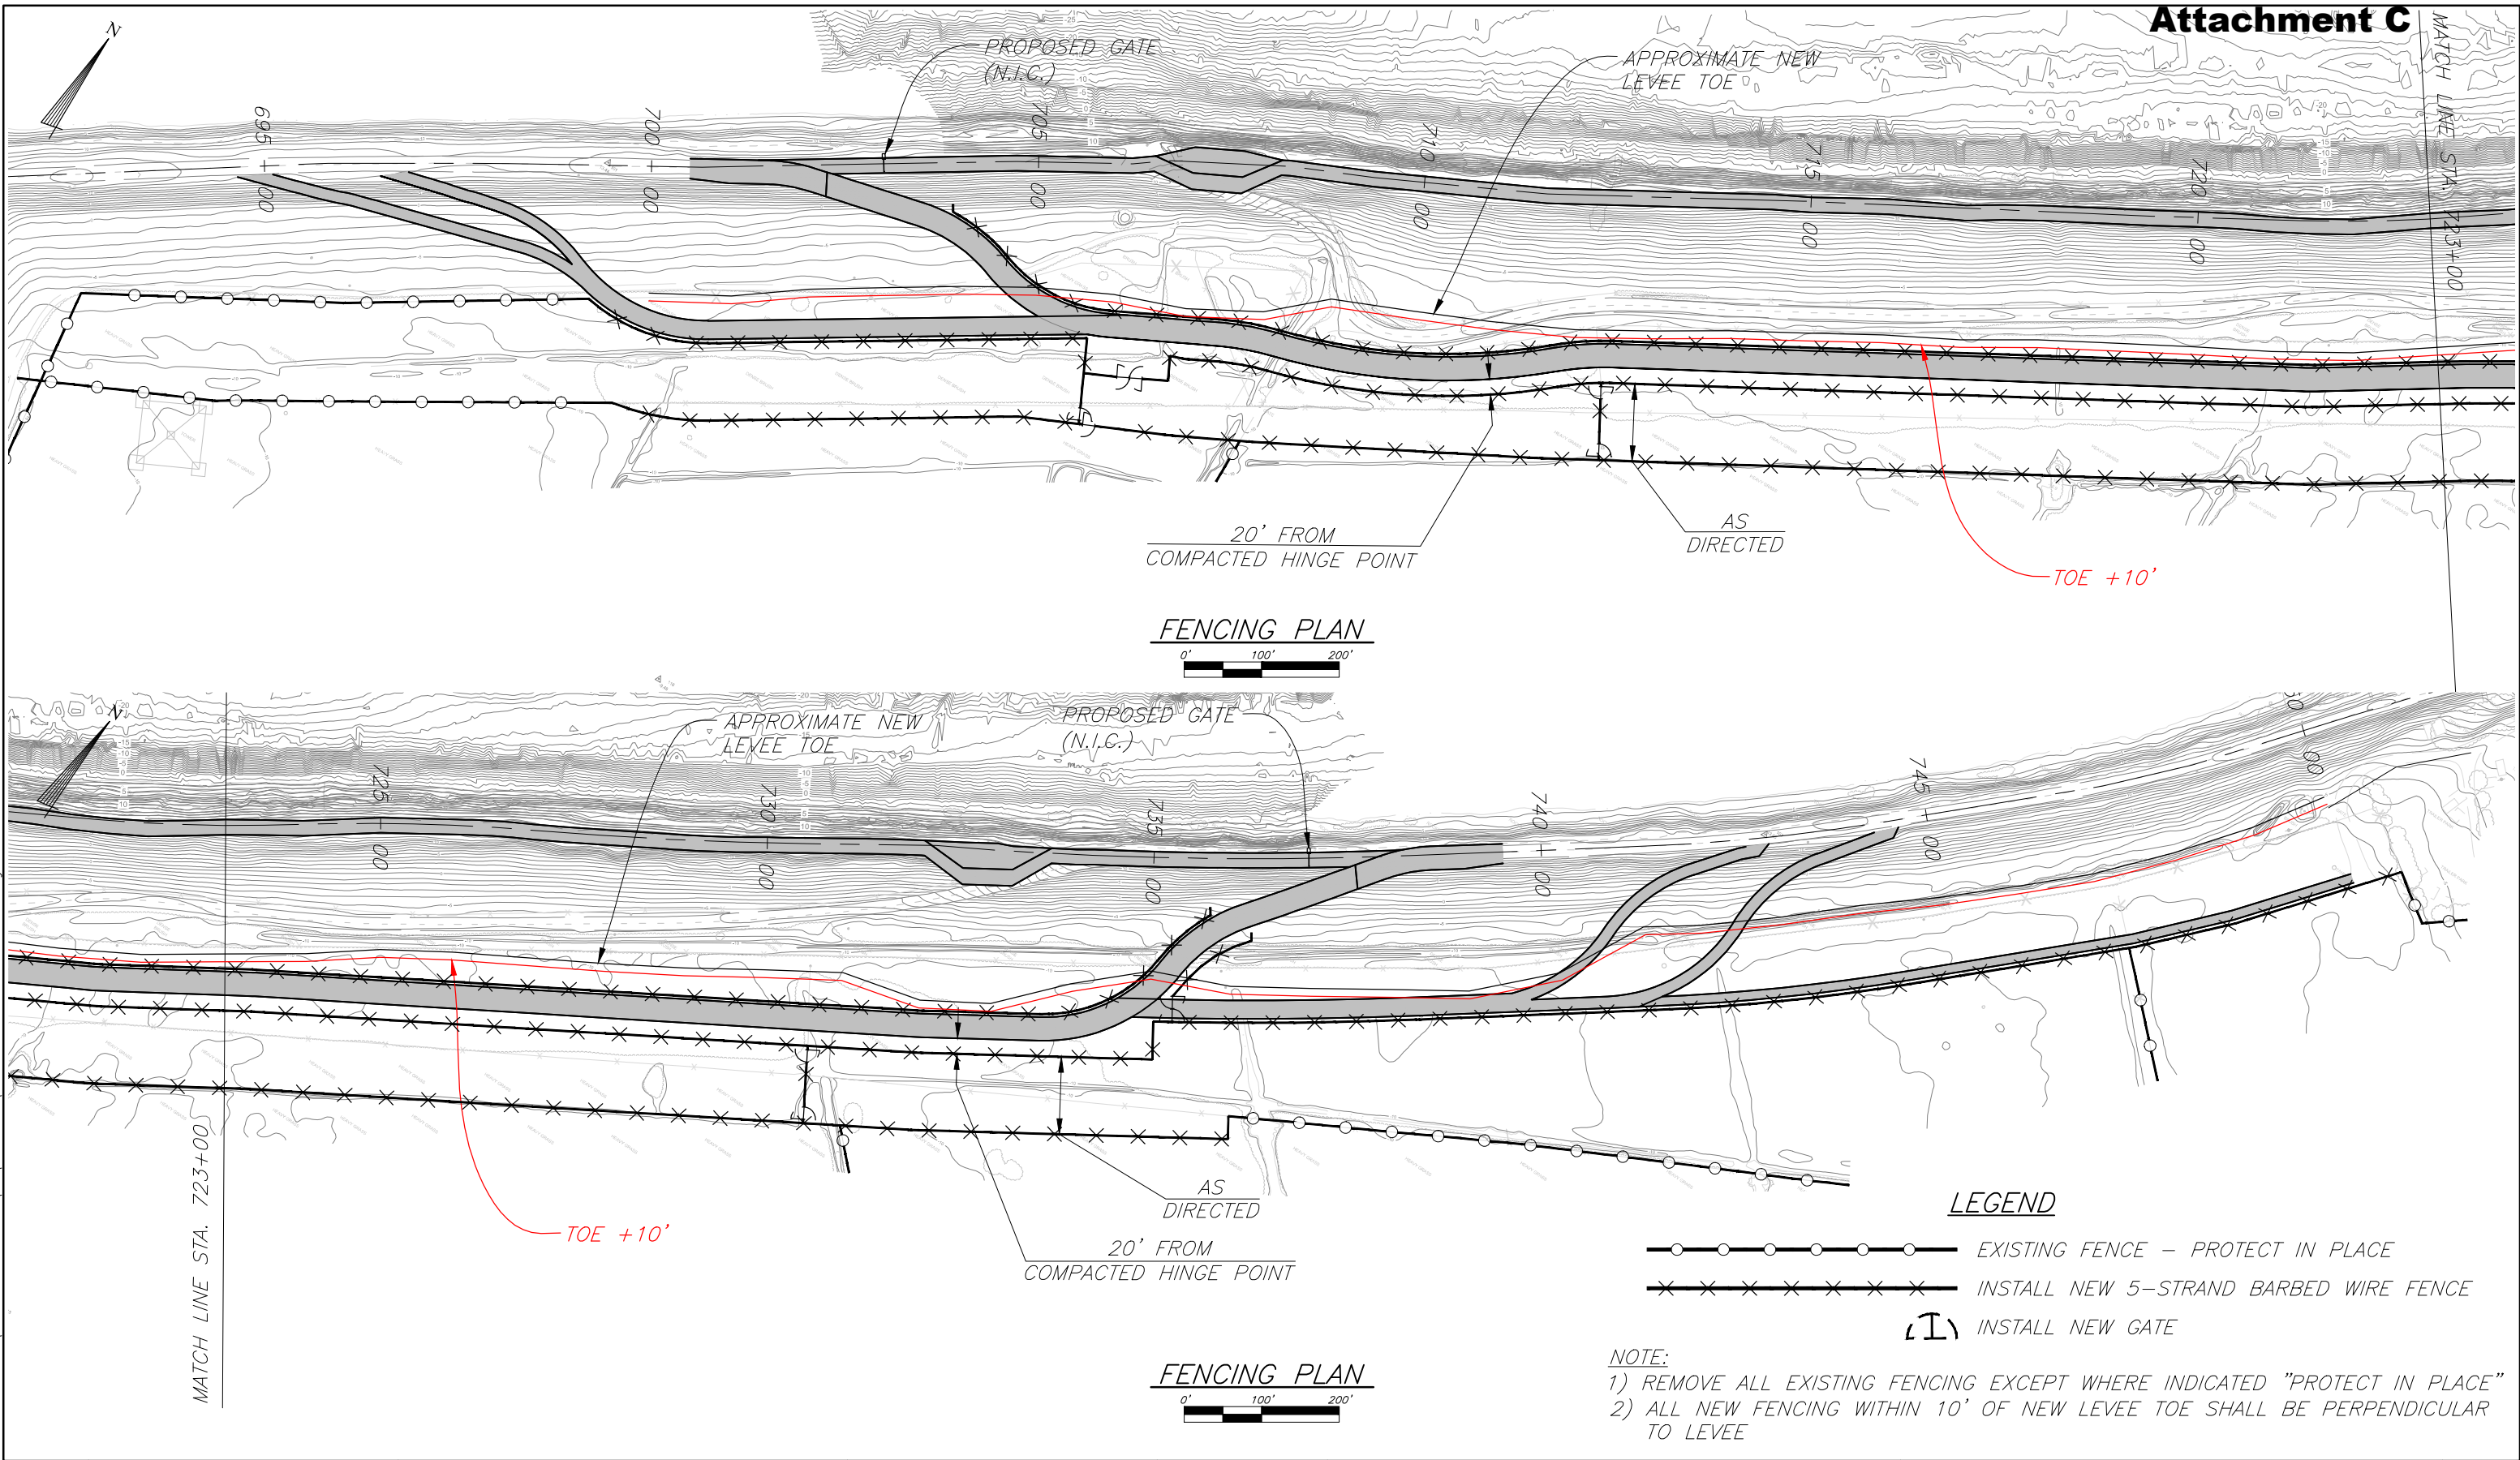 Attachment C
N
PROPOSED GATE
(N.I.C.)
APPROXIMATE NEW
LEVEE TOE
MATCH LINE STA. 723+00
695
00
700
00
705
00
710
00
715
00
720
00
20' FROM
COMPACTED HINGE POINT
AS
DIRECTED
TOE +10'
FENCING PLAN
0' 100' 200'
N
APPROXIMATE NEW
LEVEE TOE
PROPOSED GATE
(N.I.C.)
725
00
730
00
735
00
740
00
745
00
00
MATCH LINE STA. 723+00
TOE +10'
AS
DIRECTED
20' FROM
COMPACTED HINGE POINT
FENCING PLAN
0' 100' 200'
LEGEND
EXISTING FENCE – PROTECT IN PLACE
INSTALL NEW 5–STRAND BARBED WIRE FENCE
INSTALL NEW GATE
NOTE:
1) REMOVE ALL EXISTING FENCING EXCEPT WHERE INDICATED "PROTECT IN PLACE"
2) ALL NEW FENCING WITHIN 10' OF NEW LEVEE TOE SHALL BE PERPENDICULAR
TO LEVEE